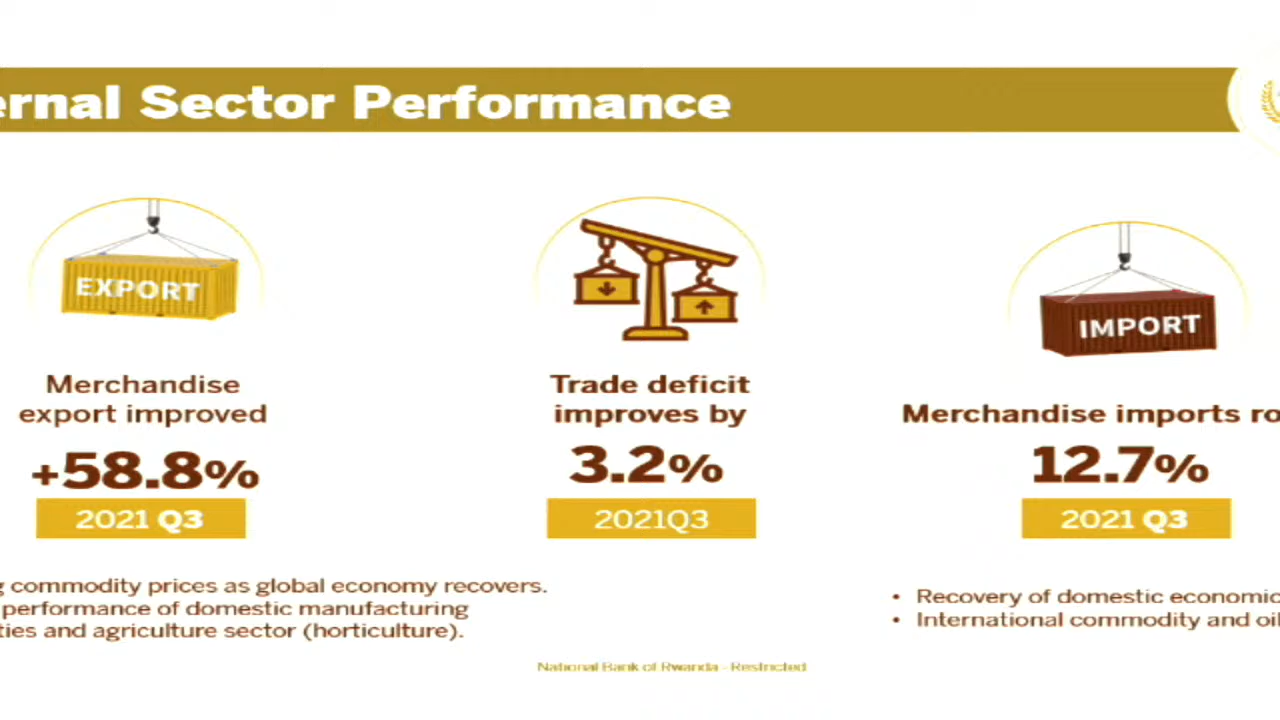 ernal Sector Performance
EXPORT
Merchandise
export improved
+58.8%
2021 Q3
Trade deficit
improves by
3.2%
2021Q3
IMPORT
Merchandise imports ro
12.7%
2021 Q3
g commodity prices as global economy recovers.
performance of domestic manufacturing
ties and agriculture sector (horticulture).
• Recovery of domestic economic
• International commodity and oil
National Bank of Rwanda - Restricted